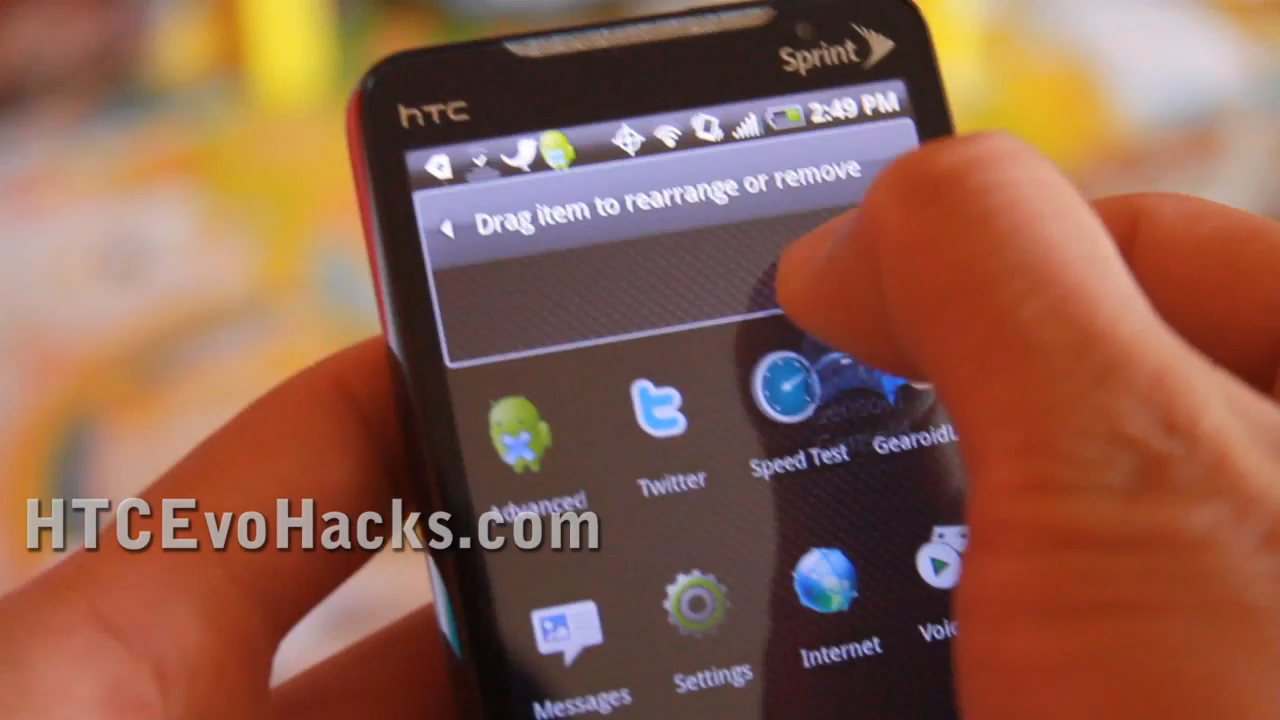 Sprint
hTC
2:49 PM
Drag item to rearrange or remove
Advanced
Twitter
Speed Test
HTCEvoHacks.com
Messages
Settings
Internet